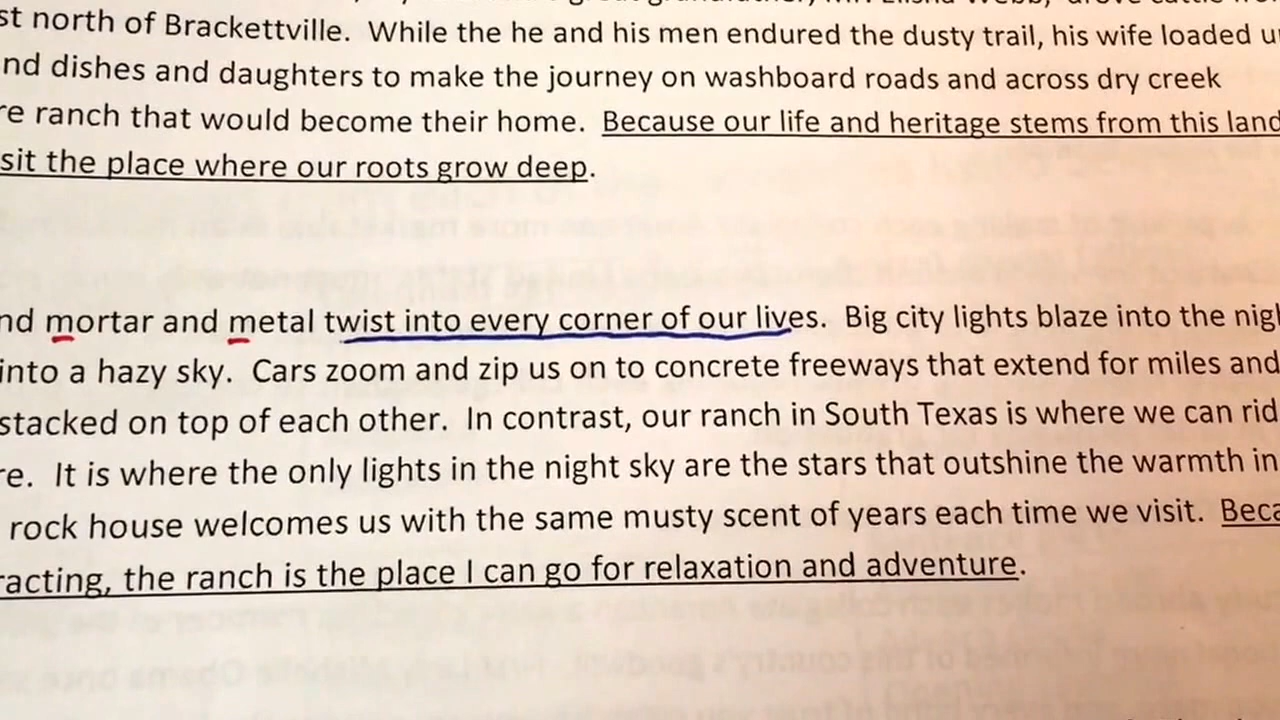 st north of Brackettville. While the he and his men endured the dusty trail, his wife loaded u
nd dishes and daughters to make the journey on washboard roads and across dry creek
re ranch that would become their home. Because our life and heritage stems from this land
sit the place where our roots grow deep.
nd mortar and metal twist into every corner of our lives. Big city lights blaze into the nig
into a hazy sky. Cars zoom and zip us on to concrete freeways that extend for miles and
stacked on top of each other. In contrast, our ranch in South Texas is where we can rid
re. It is where the only lights in the night sky are the stars that outshine the warmth in
rock house welcomes us with the same musty scent of years each time we visit. Beca
racting, the ranch is the place I can go for relaxation and adventure.